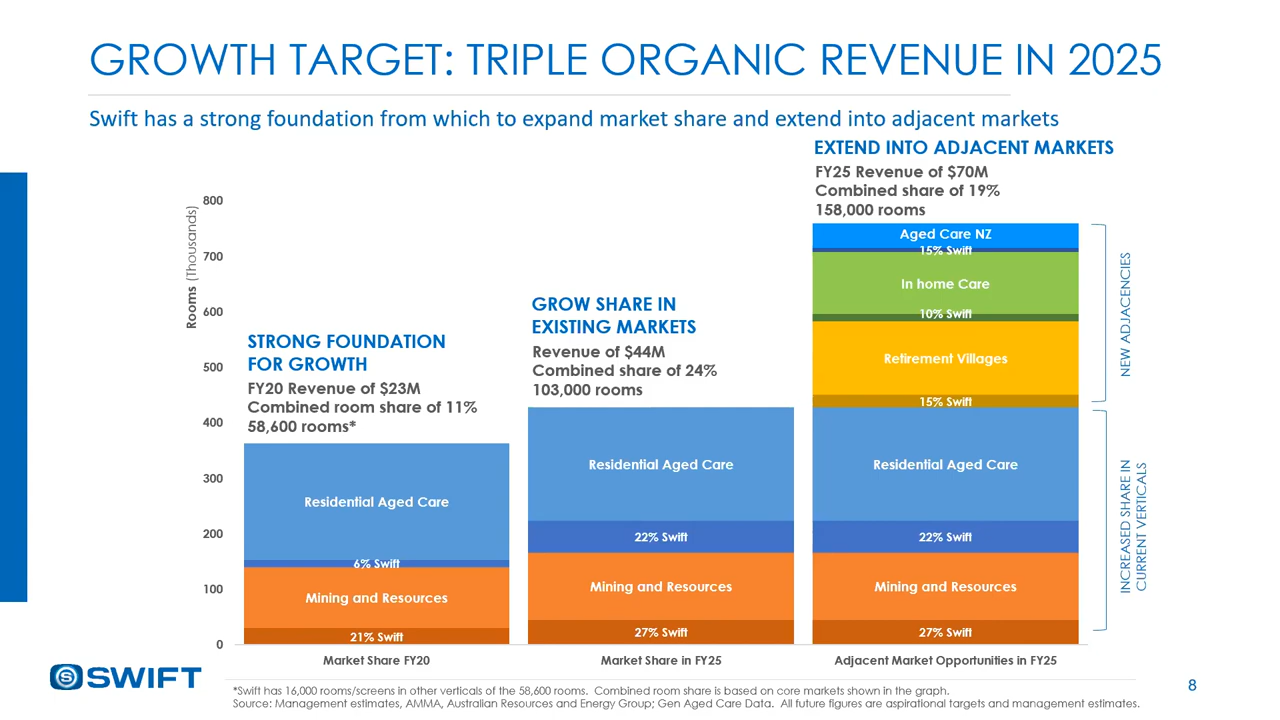 GROWTH TARGET: TRIPLE ORGANIC REVENUE IN 2025
Swift has a strong foundation from which to expand market share and extend into adjacent markets
EXTEND INTO ADJACENT MARKETS
FY25 Revenue of $70M
Combined share of 19%
158,000 rooms
GROW SHARE IN
EXISTING MARKETS
Revenue of $44M
Combined share of 24%
103,000 rooms
STRONG FOUNDATION
FOR GROWTH
FY20 Revenue of $23M
Combined room share of 11%
58,600 rooms*
Rooms (Thousands)
800
700
600
500
400
300
200
100
0
Residential Aged Care
6% Swift
Mining and Resources
21% Swift
Residential Aged Care
22% Swift
Mining and Resources
27% Swift
Aged Care NZ
15% Swift
In home Care
10% Swift
Retirement Villages
15% Swift
Residential Aged Care
22% Swift
Mining and Resources
27% Swift
NEW ADJACENCIES
INCREASED SHARE IN
CURRENT VERTICALS
Market Share FY20
Market Share in FY25
Adjacent Market Opportunities in FY25
S SWIFT
*Swift has 16,000 rooms/screens in other verticals of the 58,600 rooms. Combined room share is based on core markets shown in the graph.
Source: Management estimates, AMMA, Australian Resources and Energy Group; Gen Aged Care Data. All future figures are aspirational targets and management estimates.
8